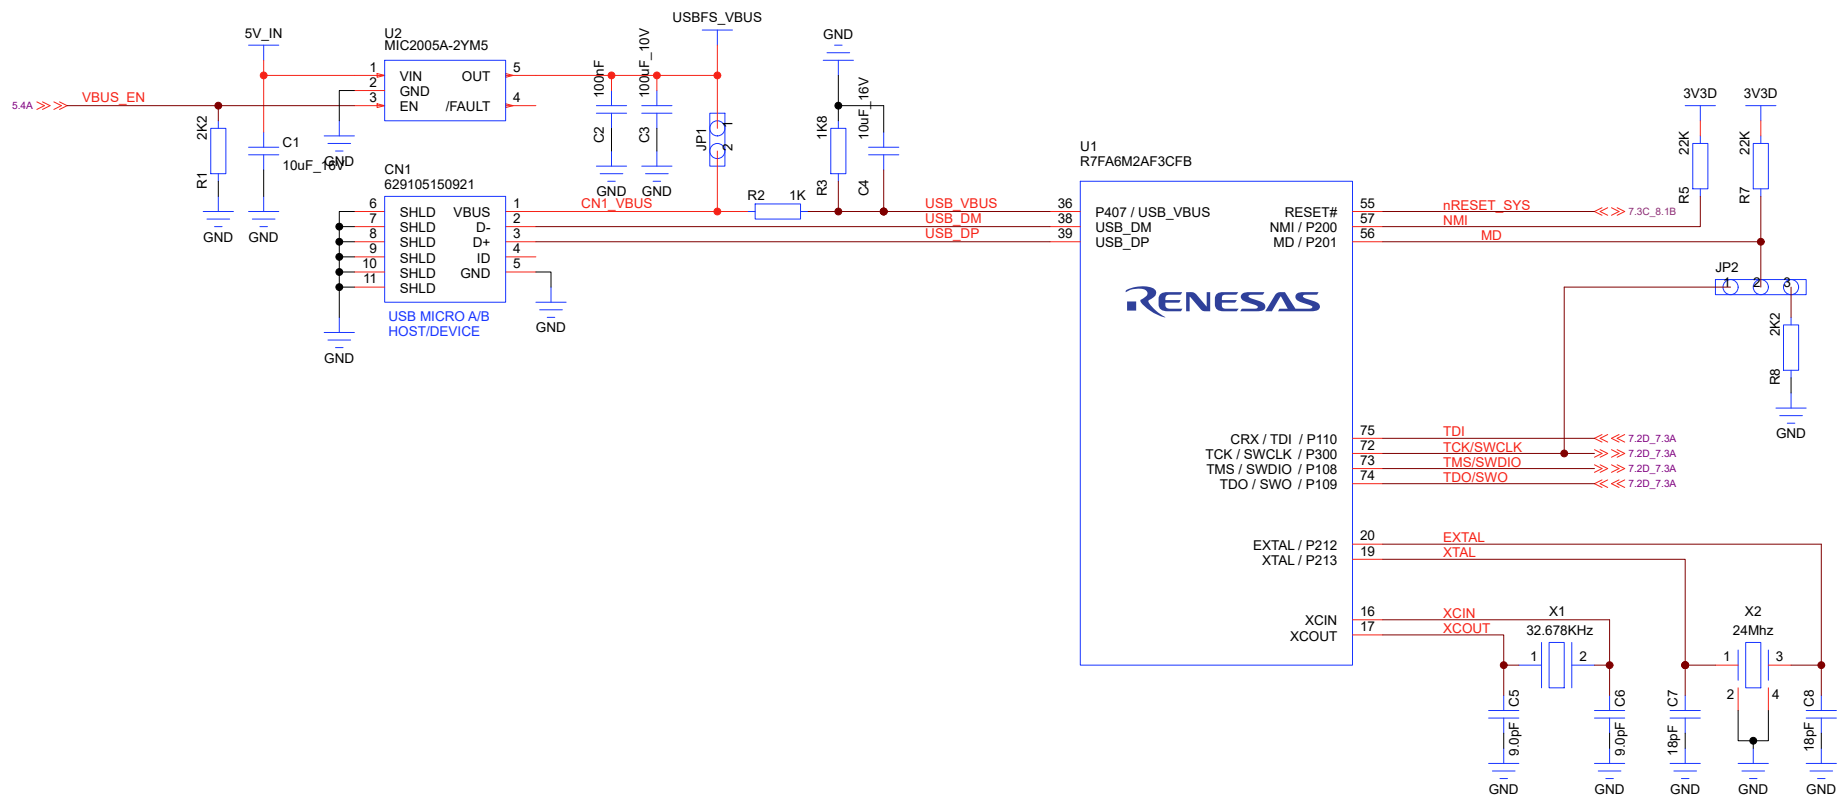 USBFS_VBUS
5V_IN
U2
MIC2005A-2YM5
GND
1
VIN
OUT
5
2
GND
3
EN
/FAULT
4
5.4A
VBUS_EN
2K2
R1
C1
10uF_16V
GND
GND
GND
100nF
C2
GND
100uF_10V
C3
GND
JP1
1
2
1K8
R3
10uF_16V
C4
CN1
629105150921
6
SHLD
VBUS
1
7
SHLD
D-
2
8
SHLD
D+
3
9
SHLD
ID
4
10
SHLD
GND
5
11
SHLD
USB MICRO A/B
HOST/DEVICE
GND
GND
CN1_VBUS
R2
1K
USB_VBUS
USB_DM
USB_DP
U1
R7FA6M2AF3CFB
36
P407 / USB_VBUS
38
USB_DM
39
USB_DP
RENESAS
RESET#
55
nRESET_SYS
7.3C_8.1B
NMI / P200
57
NMI
MD / P201
56
MD
3V3D
3V3D
22K
R5
22K
R7
JP2
1
2
3
2K2
R8
GND
CRX / TDI / P110
75
TDI
7.2D_7.3A
TCK / SWCLK / P300
72
TCK/SWCLK
7.2D_7.3A
TMS / SWDIO / P108
73
TMS/SWDIO
7.2D_7.3A
TDO / SWO / P109
74
TDO/SWO
7.2D_7.3A
EXTAL / P212
20
EXTAL
XTAL / P213
19
XTAL
XCIN
16
XCIN
XCOUT
17
XCOUT
X1
32.678KHz
1
2
X2
24Mhz
1
3
2
4
C5
9.0pF
C6
9.0pF
C7
18pF
C8
18pF
GND
GND
GND
GND
GND